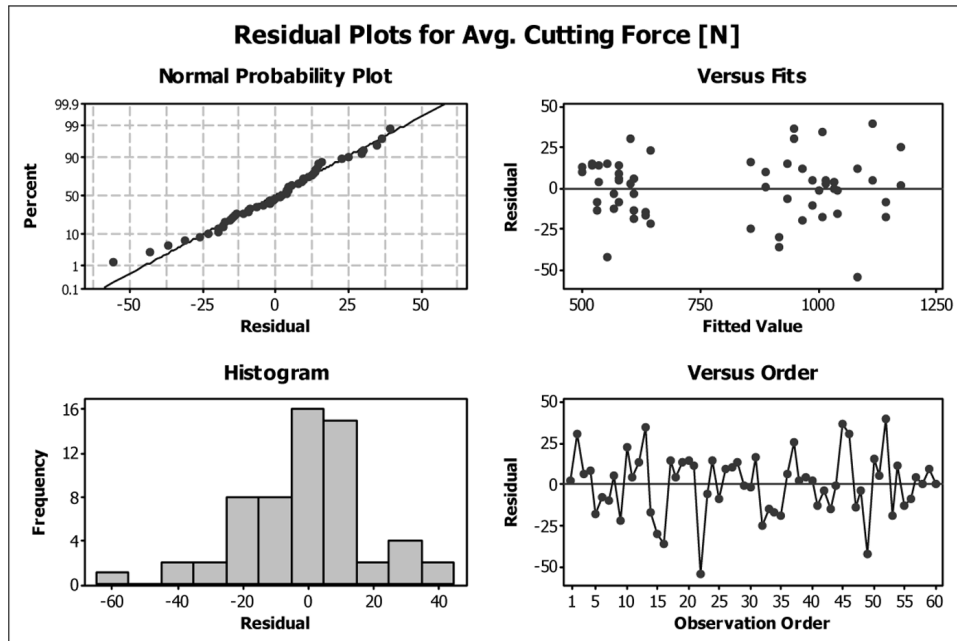 Residual Plots for Avg. Cutting Force [N]
Normal Probability Plot
99.9
99
90
50
10
1
0.1
Percent
-50 -25 0 25 50
Residual
Versus Fits
50
25
0
-25
-50
Residual
500 750 1000 1250
Fitted Value
Histogram
16
12
8
4
0
Frequency
-60 -40 -20 0 20 40
Residual
Versus Order
50
25
0
-25
-50
Residual
1 5 10 15 20 25 30 35 40 45 50 55 60
Observation Order